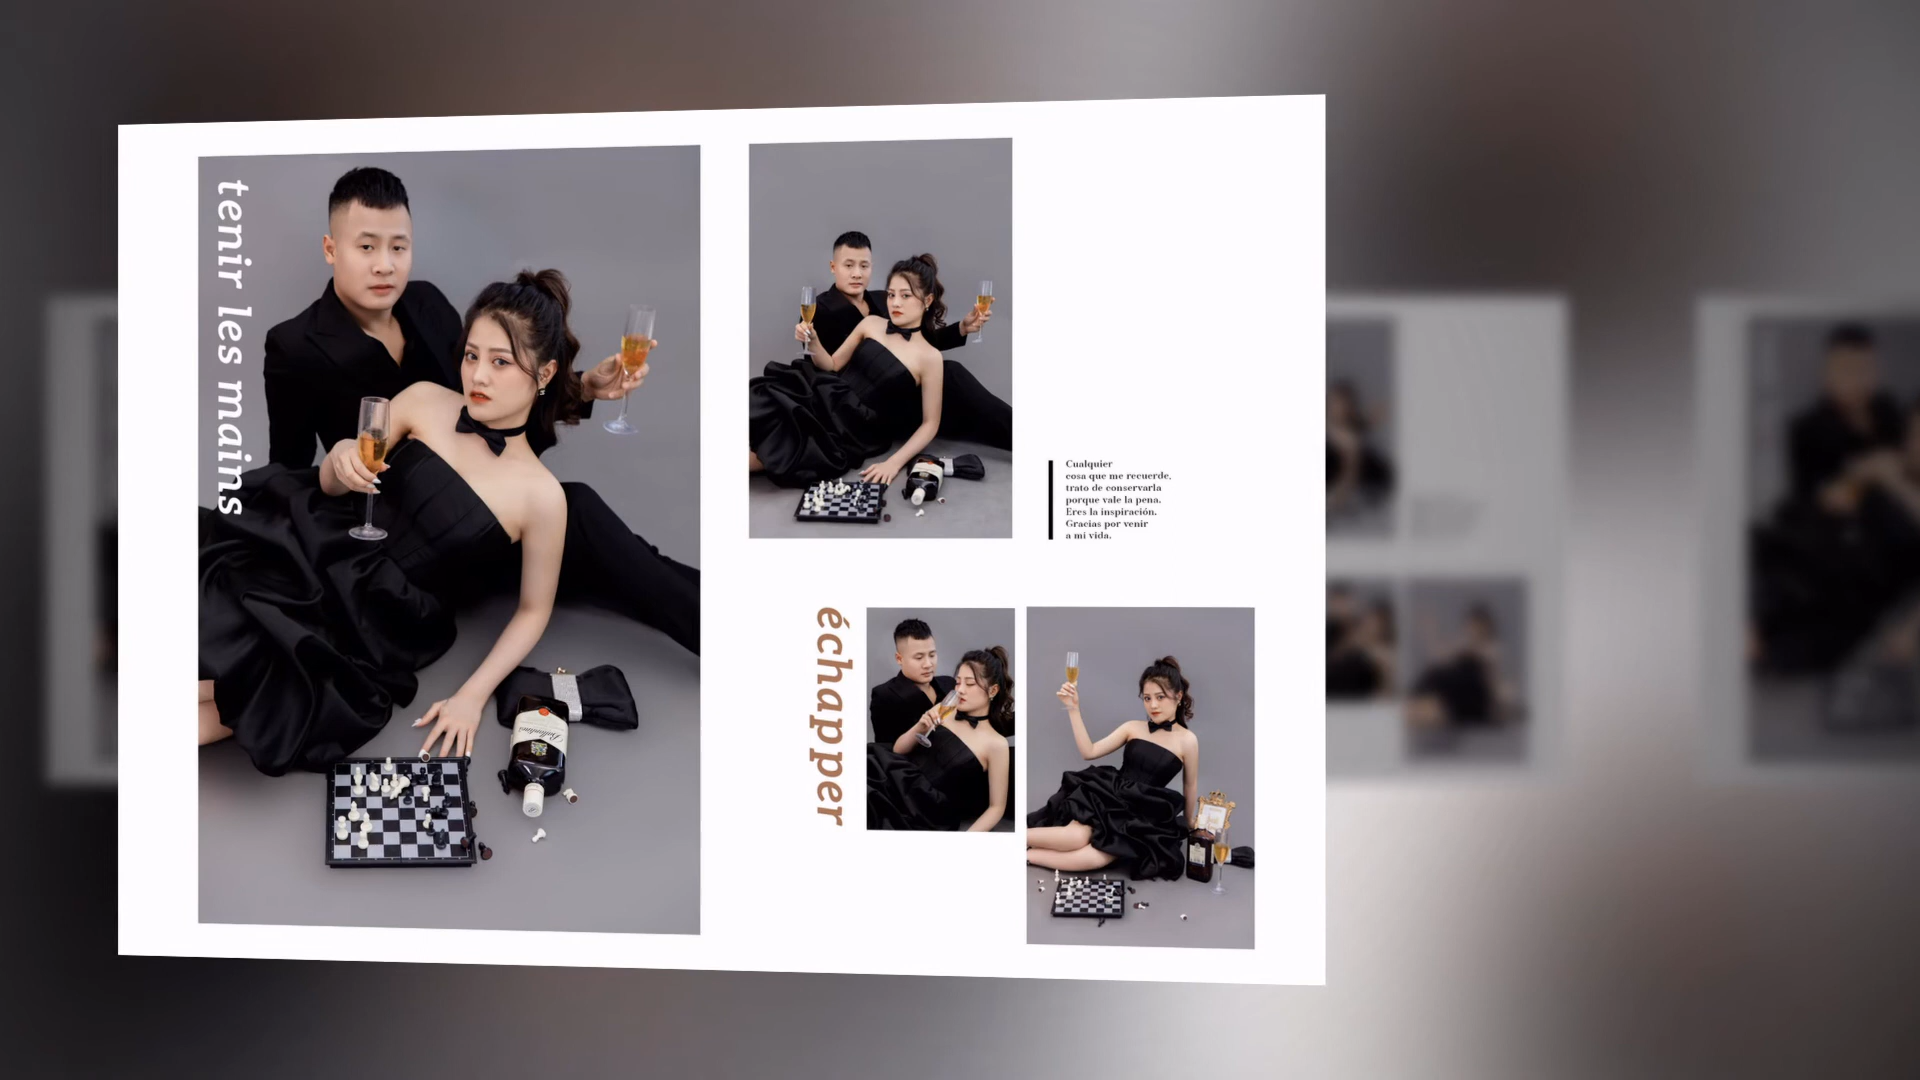 tenir les mains
Cualquier
cosa que me recuerde,
trato de conservarla
porque vale la pena.
Eres la inspiración.
Gracias por venir
a mi vida.
échapper
Ballantine's